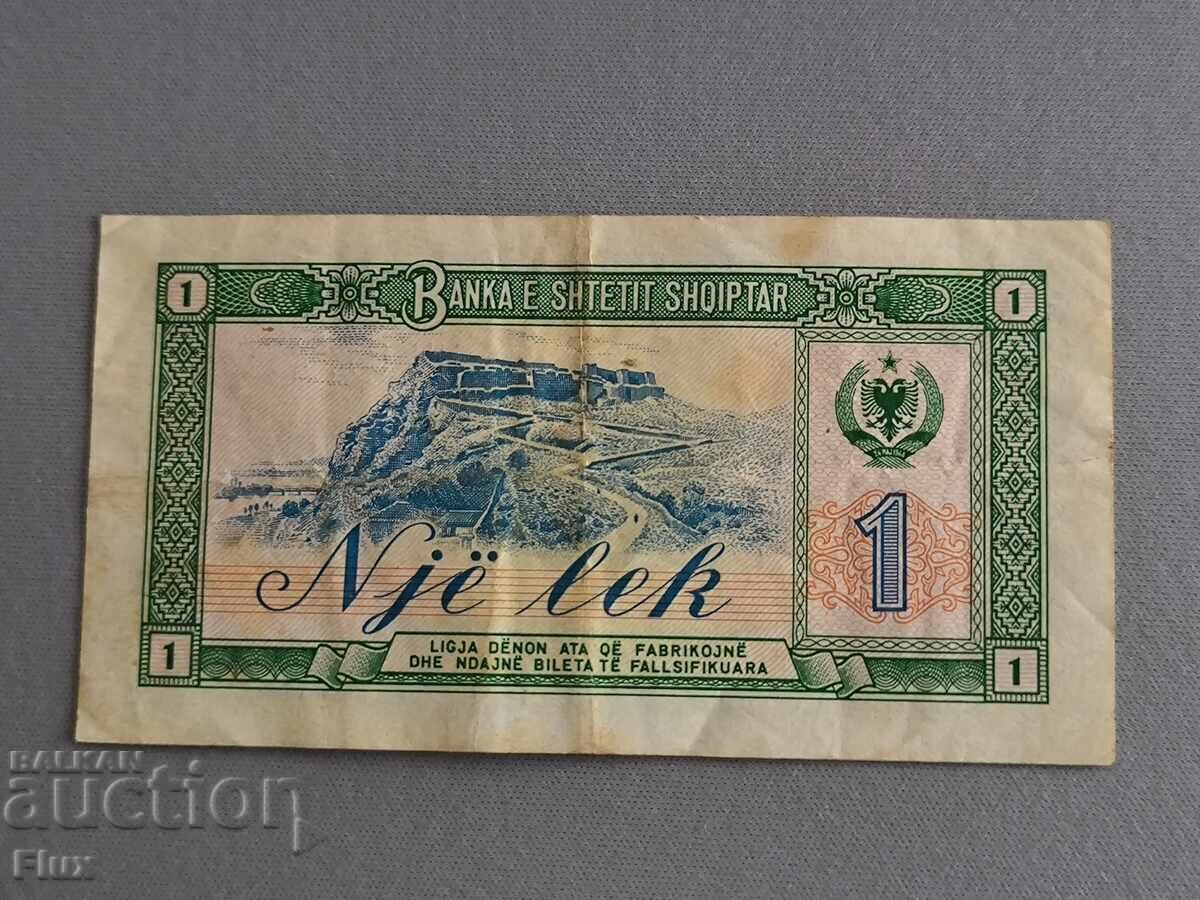 1 BANKA E SHTETIT SHQIPTAR 1
1
Një lek
LIGJA DËNON ATA QË FABRIKOJNË
DHE NDAJNË BILETA TË FALLSIFIKUARA
1 1
BALKAN
auction
Flux